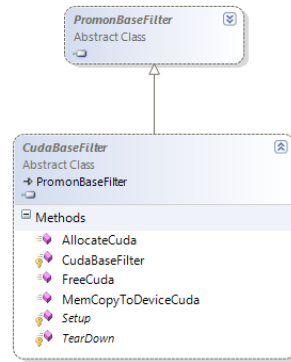 PromonBaseFilter
Abstract Class
CudaBaseFilter
Abstract Class
PromonBaseFilter
Methods
AllocateCuda
CudaBaseFilter
FreeCuda
MemCopyToDeviceCuda
Setup
TearDown